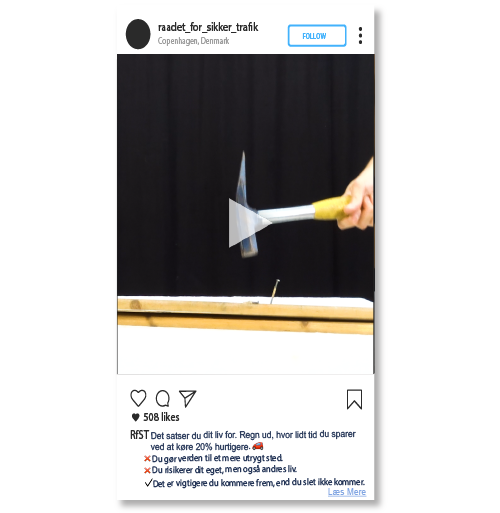 raadet_for_sikker_trafik
Copenhagen, Denmark
FOLLOW
508 likes
RfST Det satser du dit liv for. Regn ud, hvor lidt tid du sparer
ved at køre 20% hurtigere. 🚗
❌Du gør verden til et mere utrygt sted.
❌Du risikerer dit eget, men også andres liv.
✓Det er vigtigere du kommere frem, end du slet ikke kommer.
Læs Mere